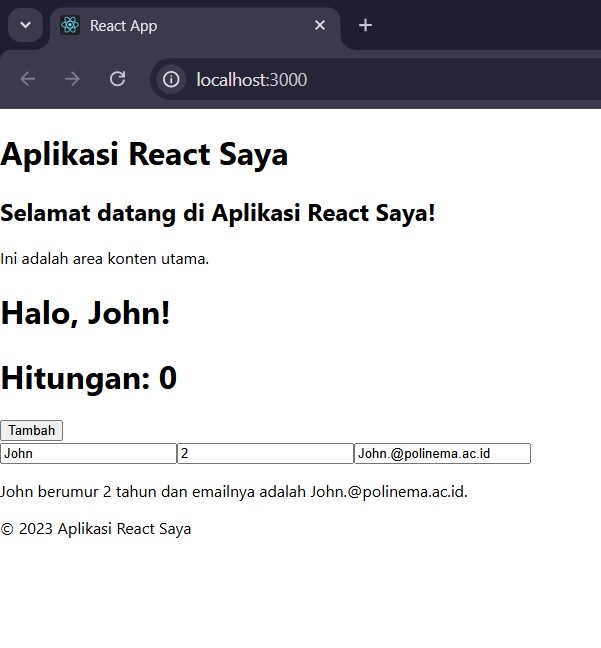 React App
localhost:3000
Aplikasi React Saya
Selamat datang di Aplikasi React Saya!
Ini adalah area konten utama.
Halo, John!
Hitungan: 0
Tambah
John 2 John.@polinema.ac.id
John berumur 2 tahun dan emailnya adalah John.@polinema.ac.id.
© 2023 Aplikasi React Saya